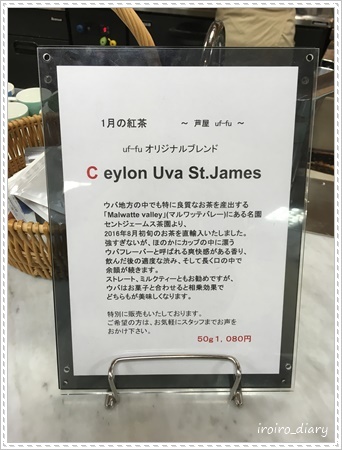 1月の紅茶 ～ 芦屋 uf-fu ～
uf-fu オリジナルブレンド
Ceylon Uva St.James
ウバ地方の中でも特に良質なお茶を産出する
「Malwatte valley」(マルワッテバレー)にある名園
セントジェームス茶園より、
2016年8月初旬のお茶を直輸入いたしました。
強すぎないが、ほのかにカップの中に漂う
ウバフレーバーと呼ばれる爽快感がある香り、
飲んだ後の適度な渋み、そして長く口の中で
余韻が続きます。
ストレート、ミルクティーともお勧めですが、
ウバはお菓子と合わせると相乗効果で
どちらもが美味しくなります。
特別に販売もいたしております。
ご希望の方は、お気軽にスタッフまでお声を
おかけ下さい。
50g1,080円
iroiro_diary